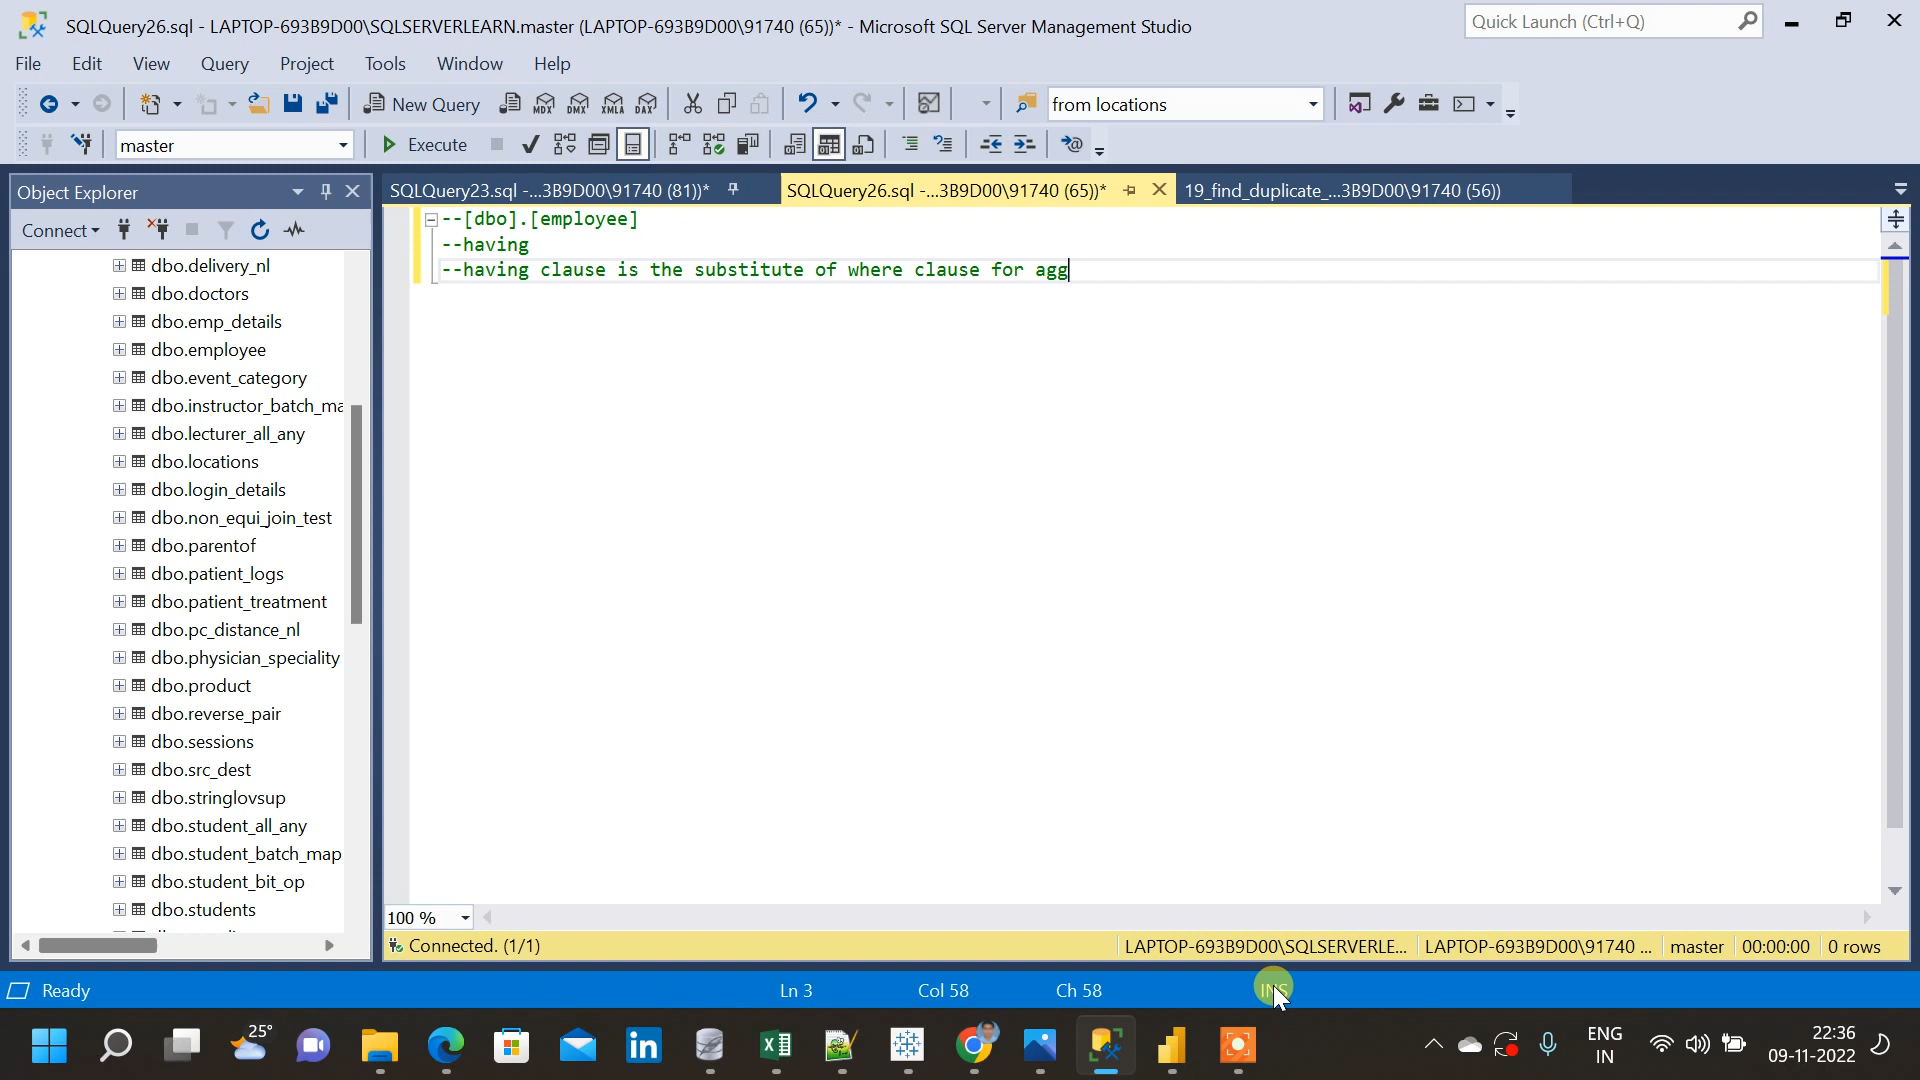 SQLQuery26.sql - LAPTOP-693B9D00\SQLSERVERLEARN.master (LAPTOP-693B9D00\91740 (65))* - Microsoft SQL Server Management Studio
Quick Launch (Ctrl+Q)
File Edit View Query Project Tools Window Help
New Query MDX DMX XMLA DAX from locations
master Execute
Object Explorer
SQLQuery23.sql -...3B9D00\91740 (81))* SQLQuery26.sql -...3B9D00\91740 (65))* 19_find_duplicate_...3B9D00\91740 (56))
Connect
--[dbo].[employee]
--having
--having clause is the substitute of where clause for agg
dbo.delivery_nl
dbo.doctors
dbo.emp_details
dbo.employee
dbo.event_category
dbo.instructor_batch_ma
dbo.lecturer_all_any
dbo.locations
dbo.login_details
dbo.non_equi_join_test
dbo.parentof
dbo.patient_logs
dbo.patient_treatment
dbo.pc_distance_nl
dbo.physician_speciality
dbo.product
dbo.reverse_pair
dbo.sessions
dbo.src_dest
dbo.stringlovsup
dbo.student_all_any
dbo.student_batch_map
dbo.student_bit_op
dbo.students
100 %
Connected. (1/1) LAPTOP-693B9D00\SQLSERVERLE... LAPTOP-693B9D00\91740 ... master 00:00:00 0 rows
Ready Ln 3 Col 58 Ch 58 INS
25°
ENG
IN
22:36
09-11-2022